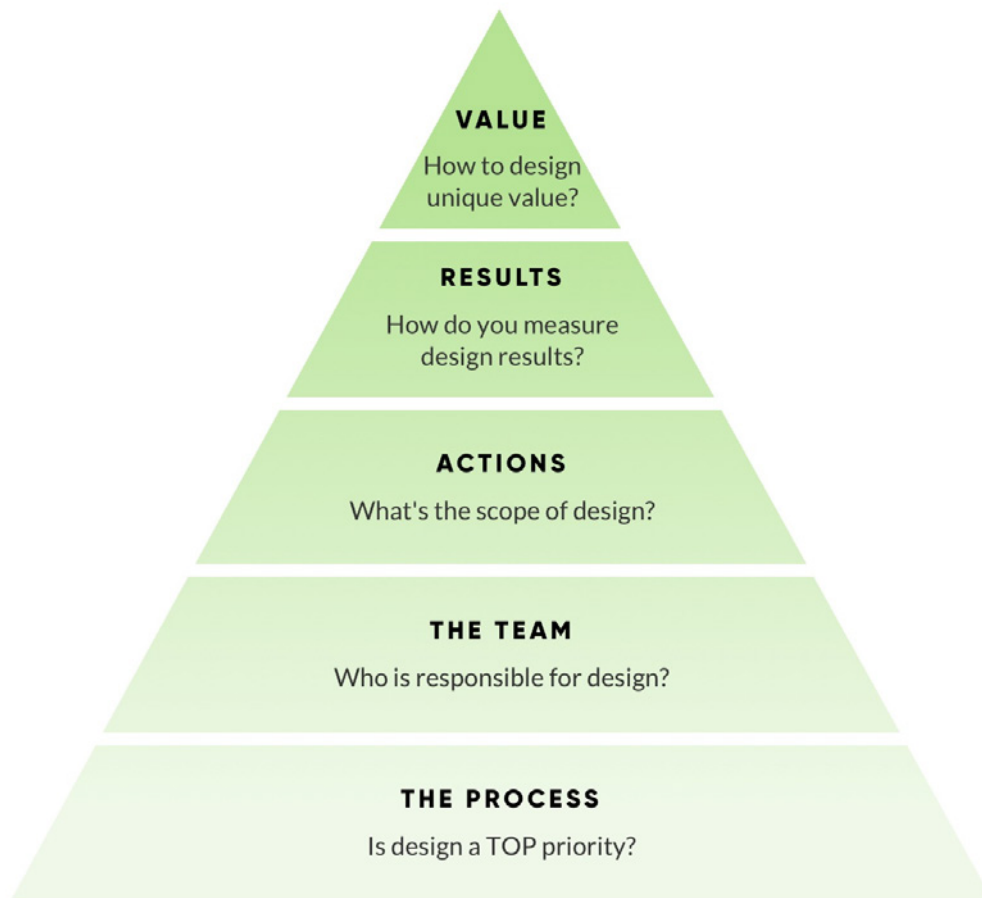 VALUE
How to design
unique value?
RESULTS
How do you measure
design results?
ACTIONS
What's the scope of design?
THE TEAM
Who is responsible for design?
THE PROCESS
Is design a TOP priority?